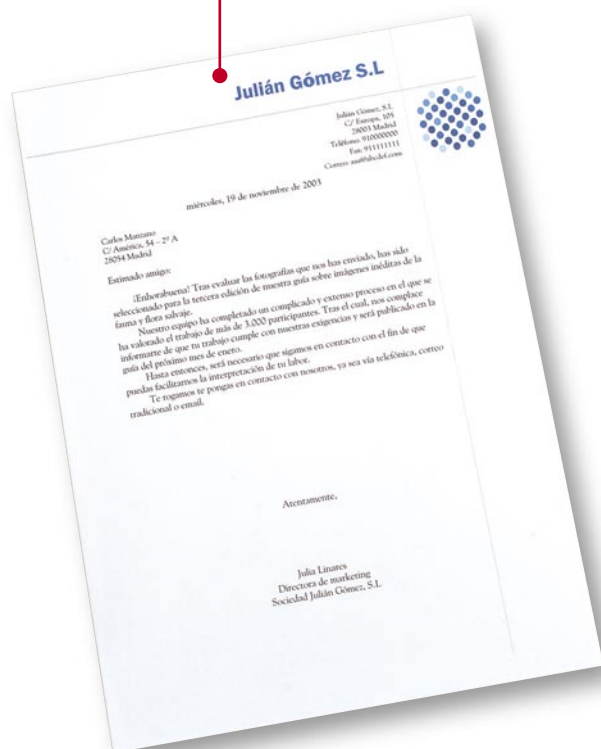 Julián Gómez S.L
Julián Gómez, S.L.
C/ Europa, 105
28003 Madrid
Teléfono: 910000000
Fax: 911111111
Correo: aaa@abcdef.com
miércoles, 19 de noviembre de 2003
Carlos Manzano
C/ América, 54 – 2º A
28054 Madrid
Estimado amigo:
¡Enhorabuena! Tras evaluar las fotografías que nos has enviado, has sido
seleccionado para la tercera edición de nuestra guía sobre imágenes inéditas de la
fauna y flora salvaje.
Nuestro equipo ha completado un complicado y extenso proceso en el que se
ha valorado el trabajo de más de 3.000 participantes. Tras el cual, nos complace
informarte de que tu trabajo cumple con nuestras exigencias y será publicado en la
guía del próximo mes de enero.
Hasta entonces, será necesario que sigamos en contacto con el fin de que
puedas facilitarnos la interpretación de tu labor.
Te rogamos te pongas en contacto con nosotros, ya sea vía telefónica, correo
tradicional o email.
Atentamente,
Julia Linares
Directora de marketing
Sociedad Julián Gómez, S.L